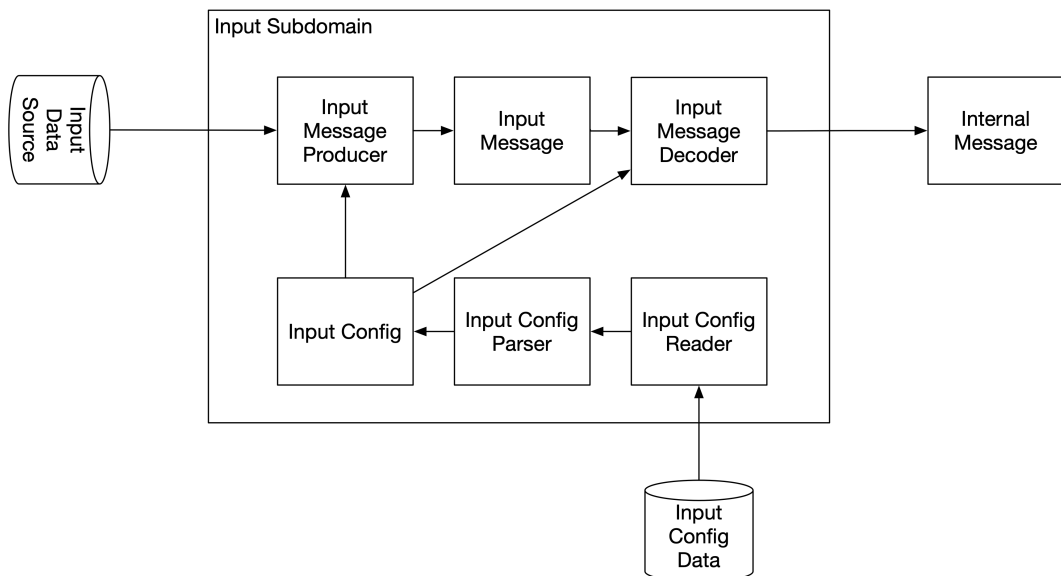 Input Subdomain
Input
Data
Source
Input
Message
Producer
Input
Message
Input
Message
Decoder
Internal
Message
Input Config
Input Config
Parser
Input Config
Reader
Input
Config
Data